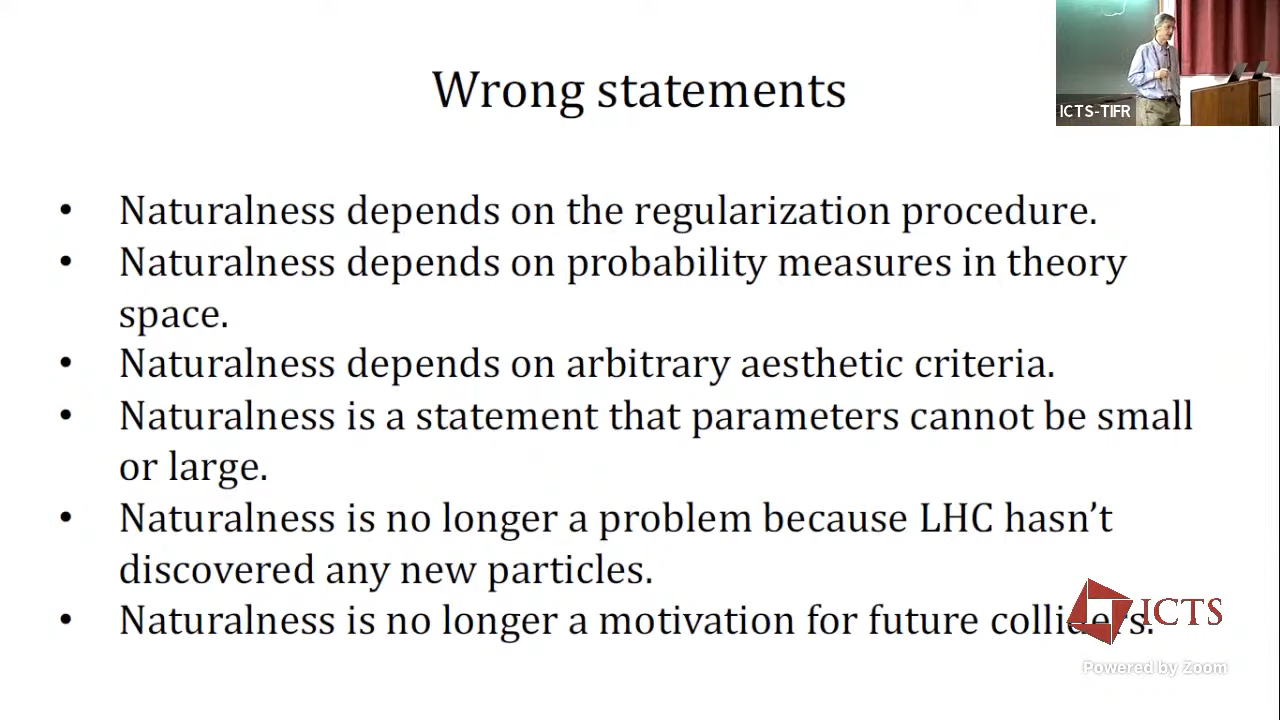 Wrong statements
ICTS-TIFR
• Naturalness depends on the regularization procedure.
• Naturalness depends on probability measures in theory
space.
• Naturalness depends on arbitrary aesthetic criteria.
• Naturalness is a statement that parameters cannot be small
or large.
• Naturalness is no longer a problem because LHC hasn’t
discovered any new particles.
• Naturalness is no longer a motivation for future colliders.
ICTS
Powered by Zoom